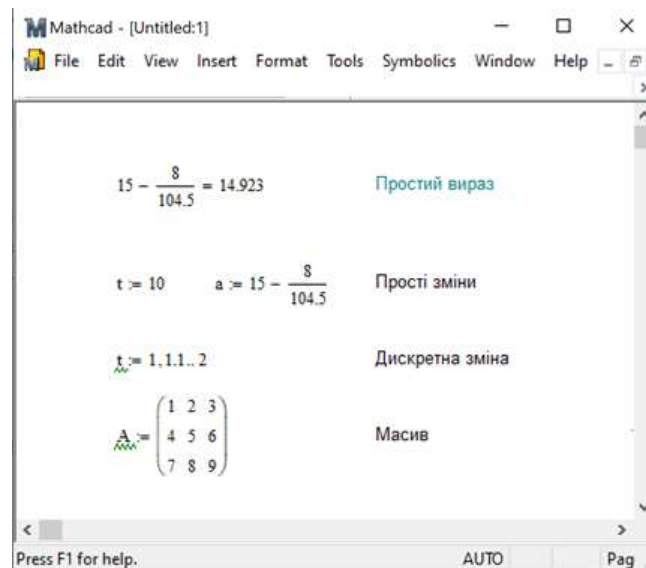 Mathcad - [Untitled:1]
File Edit View Insert Format Tools Symbolics Window Help
15 - 8/104.5 = 14.923 Простий вираз
t := 10 a := 15 - 8/104.5 Прості зміни
t := 1, 1.1 .. 2 Дискретна зміна
A := Масив
1 2 3
4 5 6
7 8 9
Press F1 for help. AUTO Pag